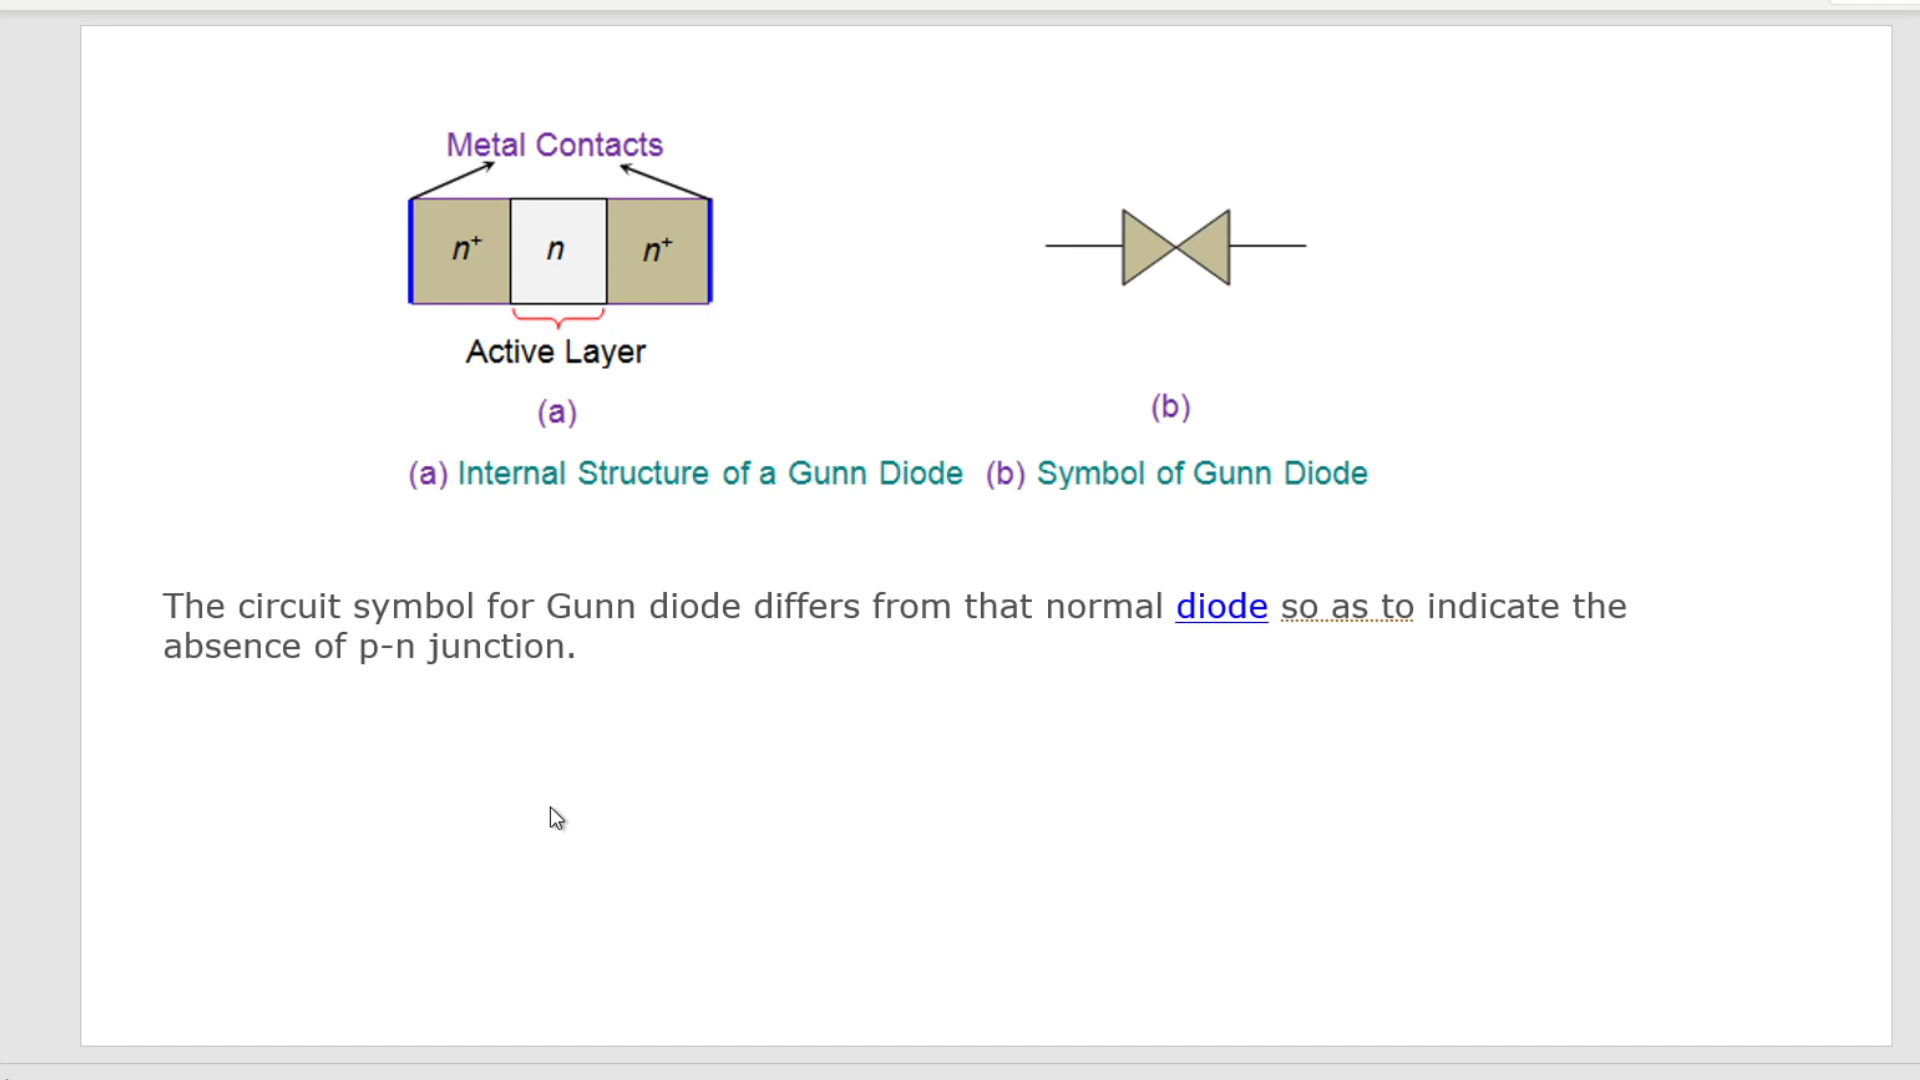 Metal Contacts
n⁺ n n⁺
Active Layer
(a) (b)
(a) Internal Structure of a Gunn Diode (b) Symbol of Gunn Diode
The circuit symbol for Gunn diode differs from that normal diode so as to indicate the
absence of p-n junction.